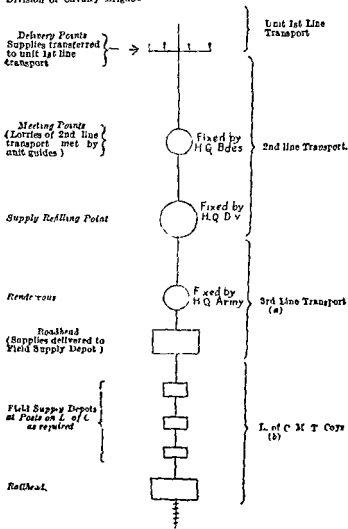 Division or Cavalry Brigade
Unit 1st Line
Transport
Delivery Points
Supplies transferred
to unit 1st line
transport
Meeting Points
(Lorries of 2nd line
transport met by
unit guides)
Fixed by
H Q Bdes
2nd line Transport.
Supply Refilling Point
Fixed by
H.Q Dv
Rendezvous
Fixed by
H Q Army
3rd Line Transport
(a)
Roadhead
(Supplies delivered to
Field Supply Depot)
Field Supply Depots
at Posts on L of C
as required
L. of C M T Coys
(b)
Railhead.